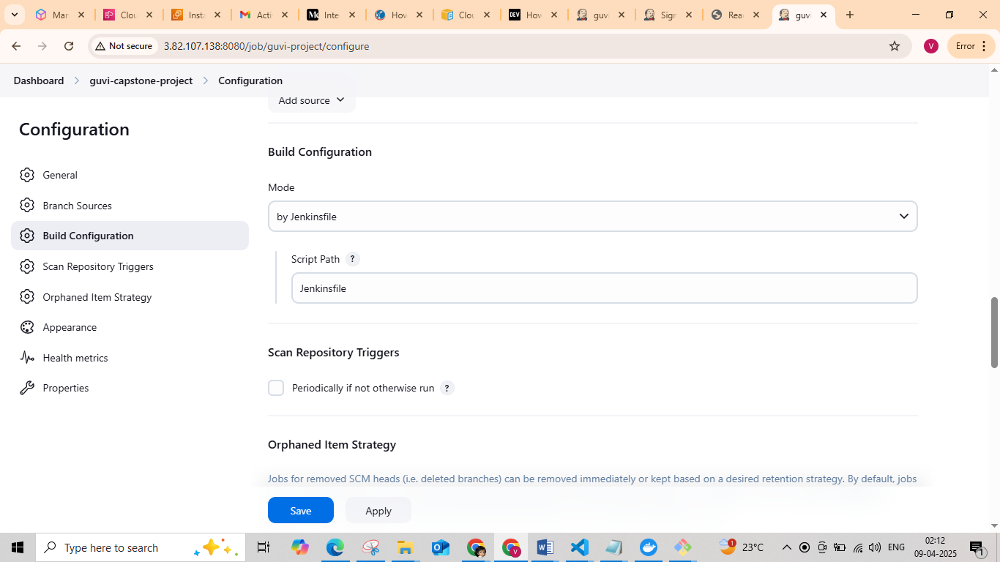 Mar
Clou
Insta
Activ
Inte
How
Clou
DEV
How
guvi
Sign
Rea
guvi
Not secure
3.82.107.138:8080/job/guvi-project/configure
V
Error
Dashboard
guvi-capstone-project
Configuration
Add source
Configuration
General
Branch Sources
Build Configuration
Scan Repository Triggers
Orphaned Item Strategy
Appearance
Health metrics
Properties
Build Configuration
Mode
by Jenkinsfile
Script Path ?
Jenkinsfile
Scan Repository Triggers
Periodically if not otherwise run ?
Orphaned Item Strategy
Jobs for removed SCM heads (i.e. deleted branches) can be removed immediately or kept based on a desired retention strategy. By default, jobs
Save
Apply
Type here to search
1
23°C
ENG
02:12
09-04-2025
1